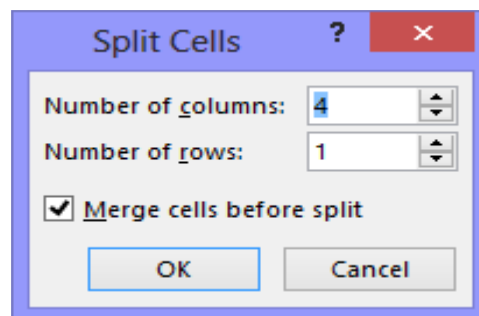 Split Cells ? ×
Number of columns: 4
Number of rows: 1
Merge cells before split
OK Cancel